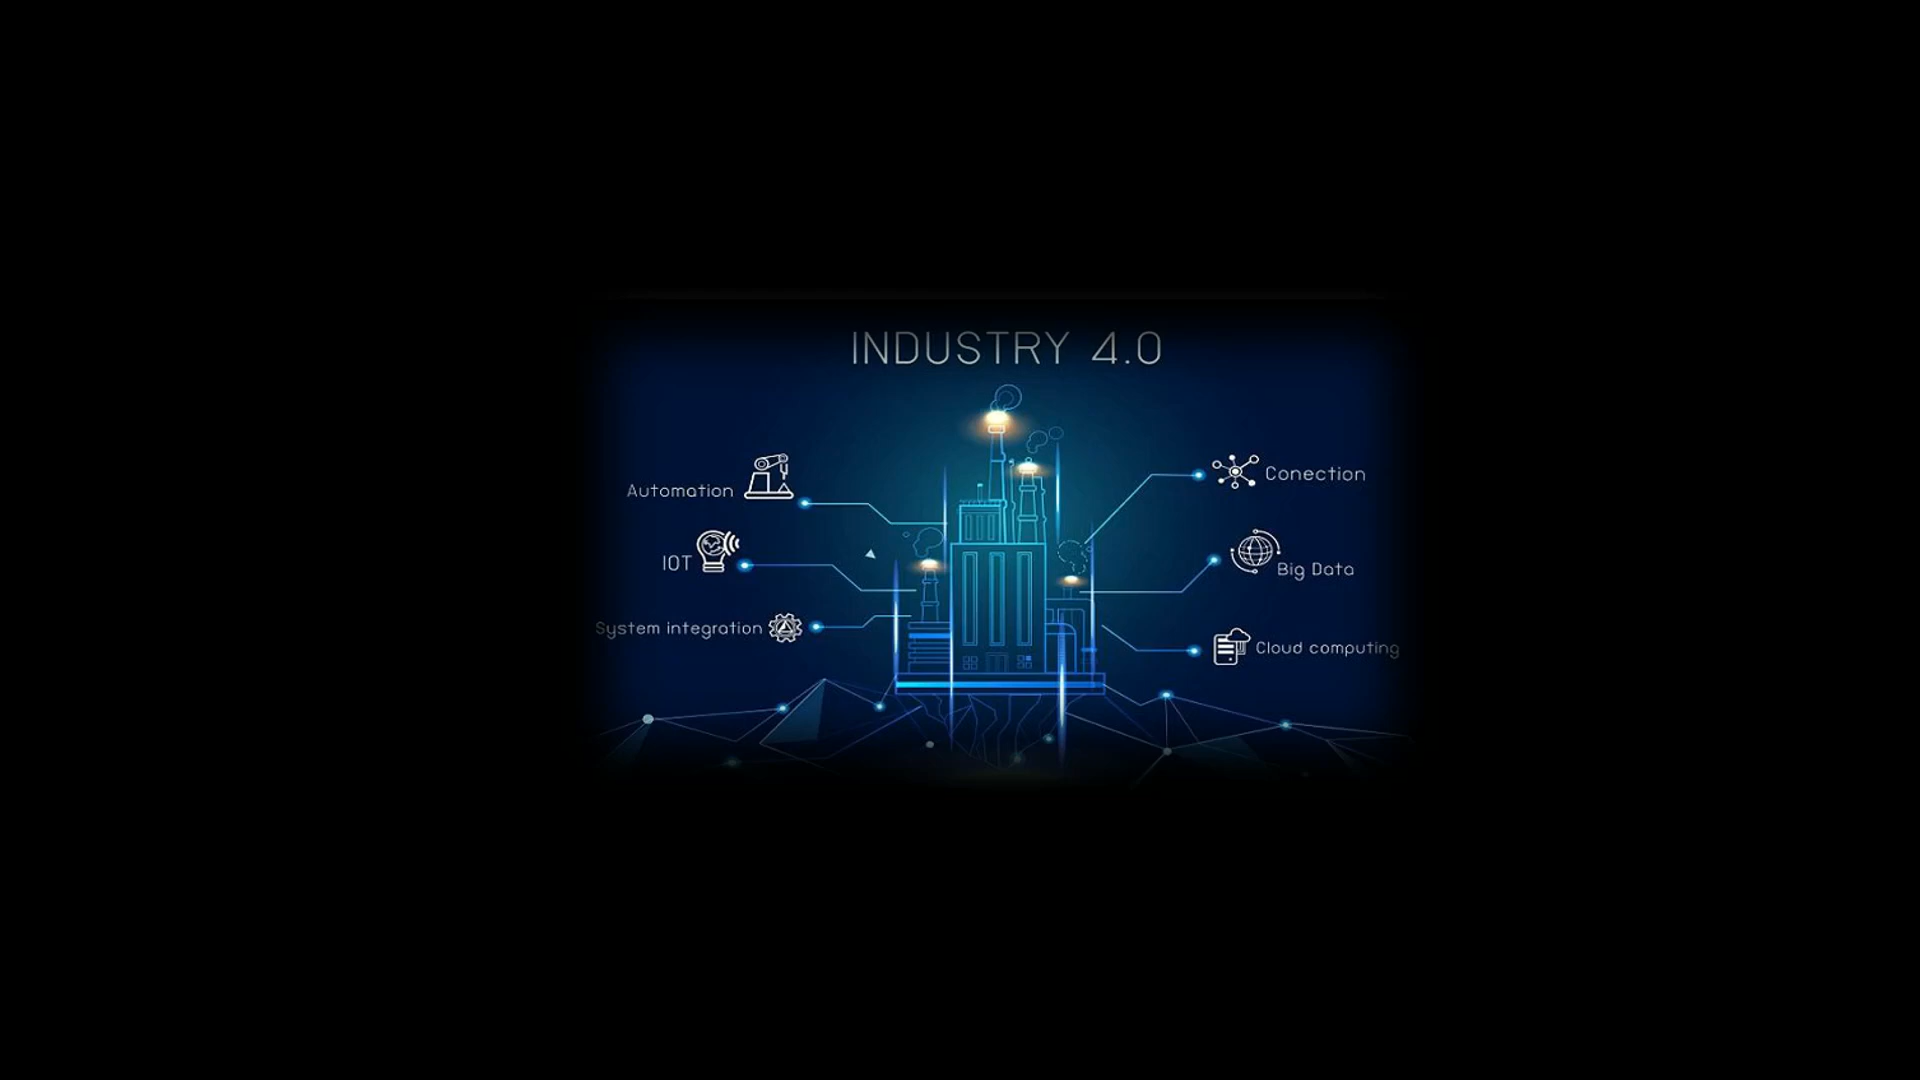 INDUSTRY 4.0
Automation
IOT
System integration
Conection
Big Data
Cloud computing